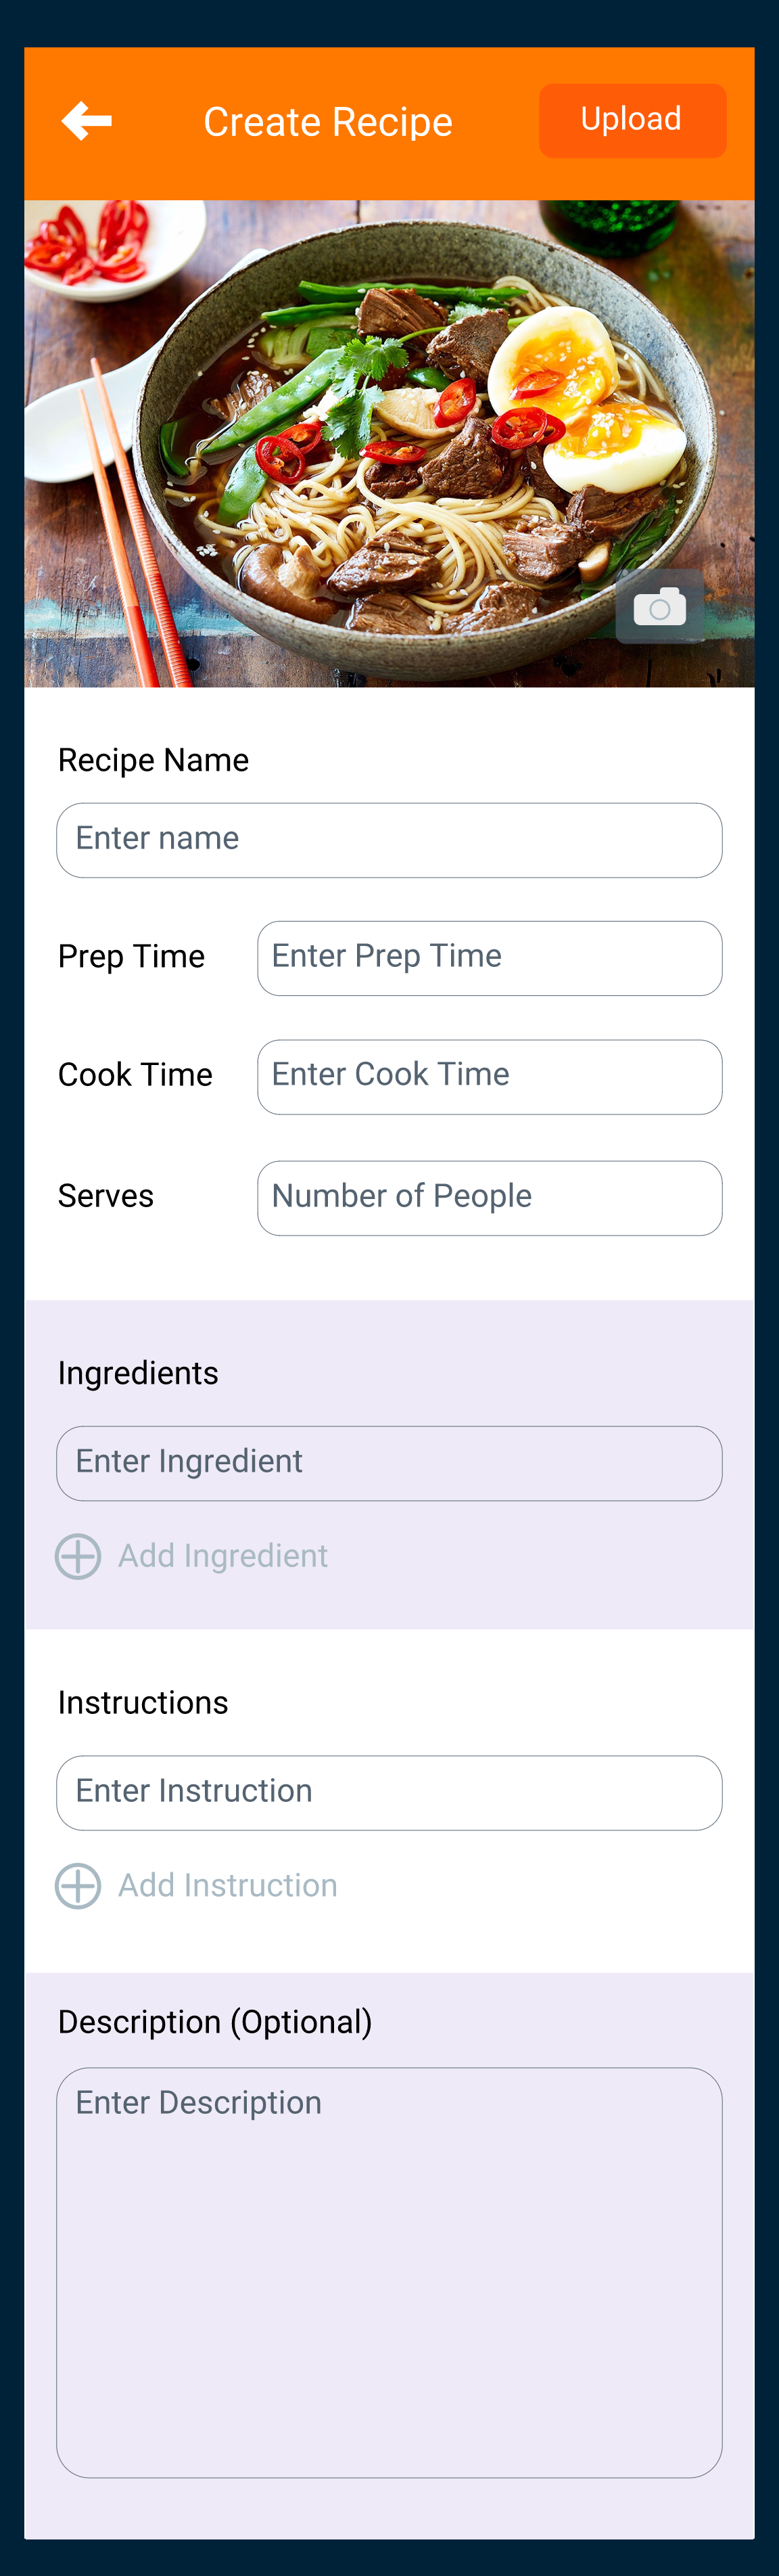 Create Recipe
Upload
Recipe Name
Enter name
Prep Time
Enter Prep Time
Cook Time
Enter Cook Time
Serves
Number of People
Ingredients
Enter Ingredient
Add Ingredient
Instructions
Enter Instruction
Add Instruction
Description (Optional)
Enter Description